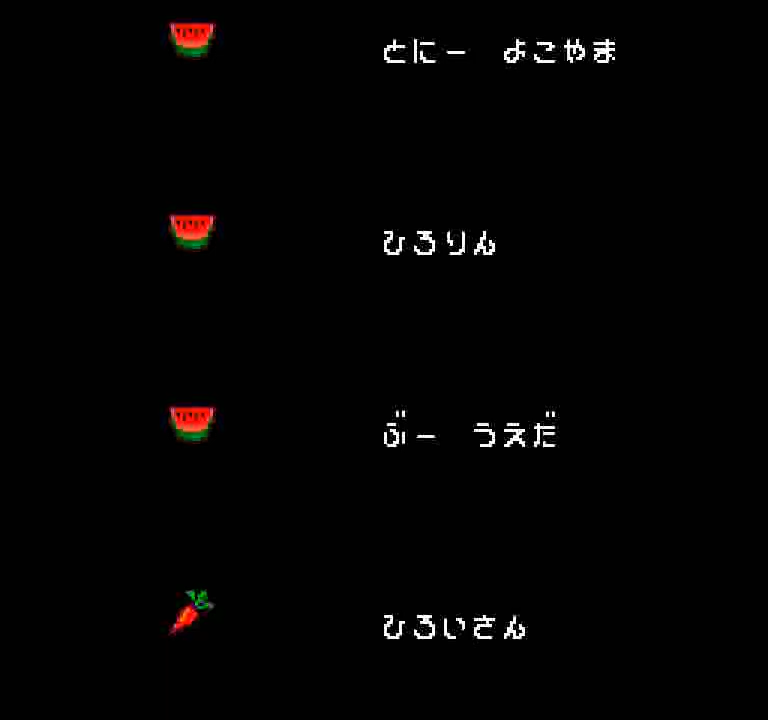 とにー　よこやま
ひろりん
ぶー　うえだ
ひろいさん